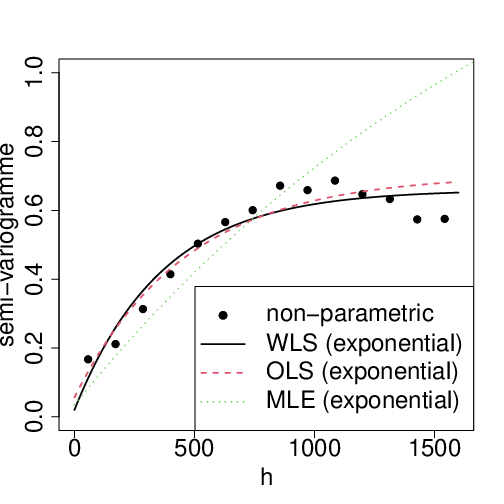 semi−variogramme
1.0
0.8
0.6
0.4
0.2
0.0
non−parametric
WLS (exponential)
OLS (exponential)
MLE (exponential)
0 500 1000 1500
h